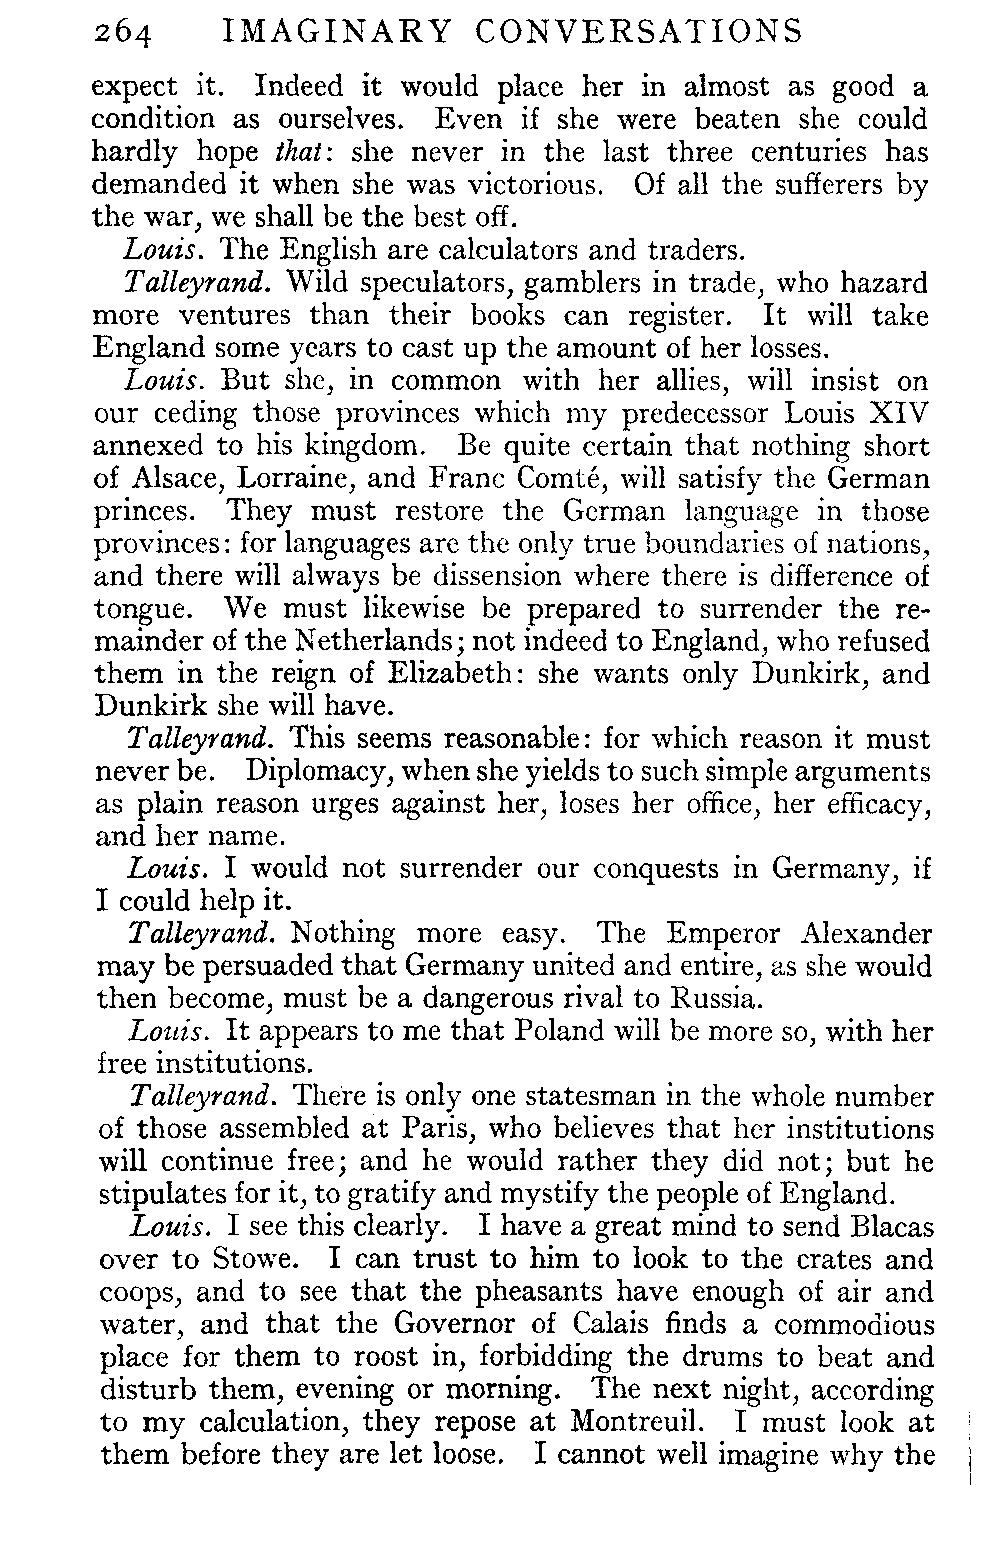 264 IMAGINARY CONVERSATIONS
expect it. Indeed it would place her in almost as good a
condition as ourselves. Even if she were beaten she could
hardly hope that: she never in the last three centuries has
demanded it when she was victorious. Of all the sufferers by
the war, we shall be the best off.
Louis. The English are calculators and traders.
Talleyrand. Wild speculators, gamblers in trade, who hazard
more ventures than their books can register. It will take
England some years to cast up the amount of her losses.
Louis. But she, in common with her allies, will insist on
our ceding those provinces which my predecessor Louis XIV
annexed to his kingdom. Be quite certain that nothing short
of Alsace, Lorraine, and Franc Comté, will satisfy the German
princes. They must restore the German language in those
provinces: for languages are the only true boundaries of nations,
and there will always be dissension where there is difference of
tongue. We must likewise be prepared to surrender the re-
mainder of the Netherlands; not indeed to England, who refused
them in the reign of Elizabeth: she wants only Dunkirk, and
Dunkirk she will have.
Talleyrand. This seems reasonable: for which reason it must
never be. Diplomacy, when she yields to such simple arguments
as plain reason urges against her, loses her office, her efficacy,
and her name.
Louis. I would not surrender our conquests in Germany, if
I could help it.
Talleyrand. Nothing more easy. The Emperor Alexander
may be persuaded that Germany united and entire, as she would
then become, must be a dangerous rival to Russia.
Louis. It appears to me that Poland will be more so, with her
free institutions.
Talleyrand. There is only one statesman in the whole number
of those assembled at Paris, who believes that her institutions
will continue free; and he would rather they did not; but he
stipulates for it, to gratify and mystify the people of England.
Louis. I see this clearly. I have a great mind to send Blacas
over to Stowe. I can trust to him to look to the crates and
coops, and to see that the pheasants have enough of air and
water, and that the Governor of Calais finds a commodious
place for them to roost in, forbidding the drums to beat and
disturb them, evening or morning. The next night, according
to my calculation, they repose at Montreuil. I must look at
them before they are let loose. I cannot well imagine why the